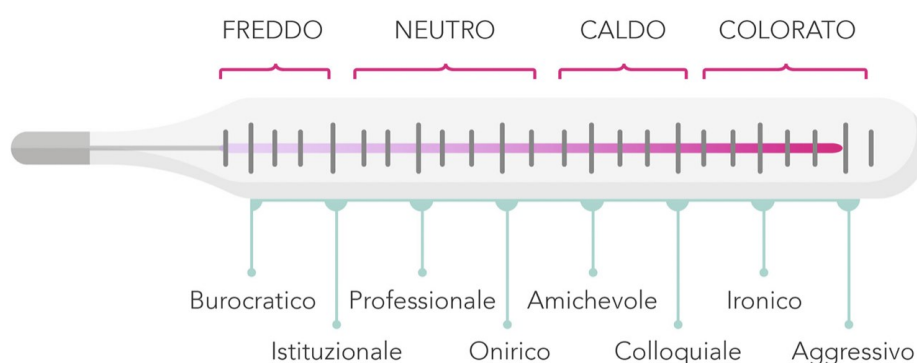 FREDDO NEUTRO CALDO COLORATO
Burocratico Professionale Amichevole Ironico
Istituzionale Onirico Colloquiale Aggressivo